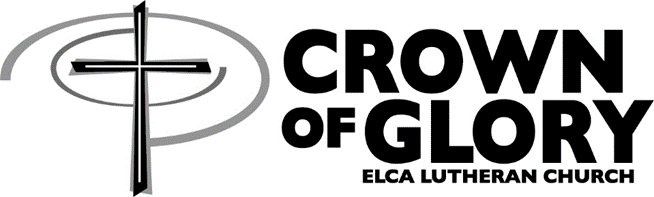 CROWN
OF GLORY
ELCA LUTHERAN CHURCH